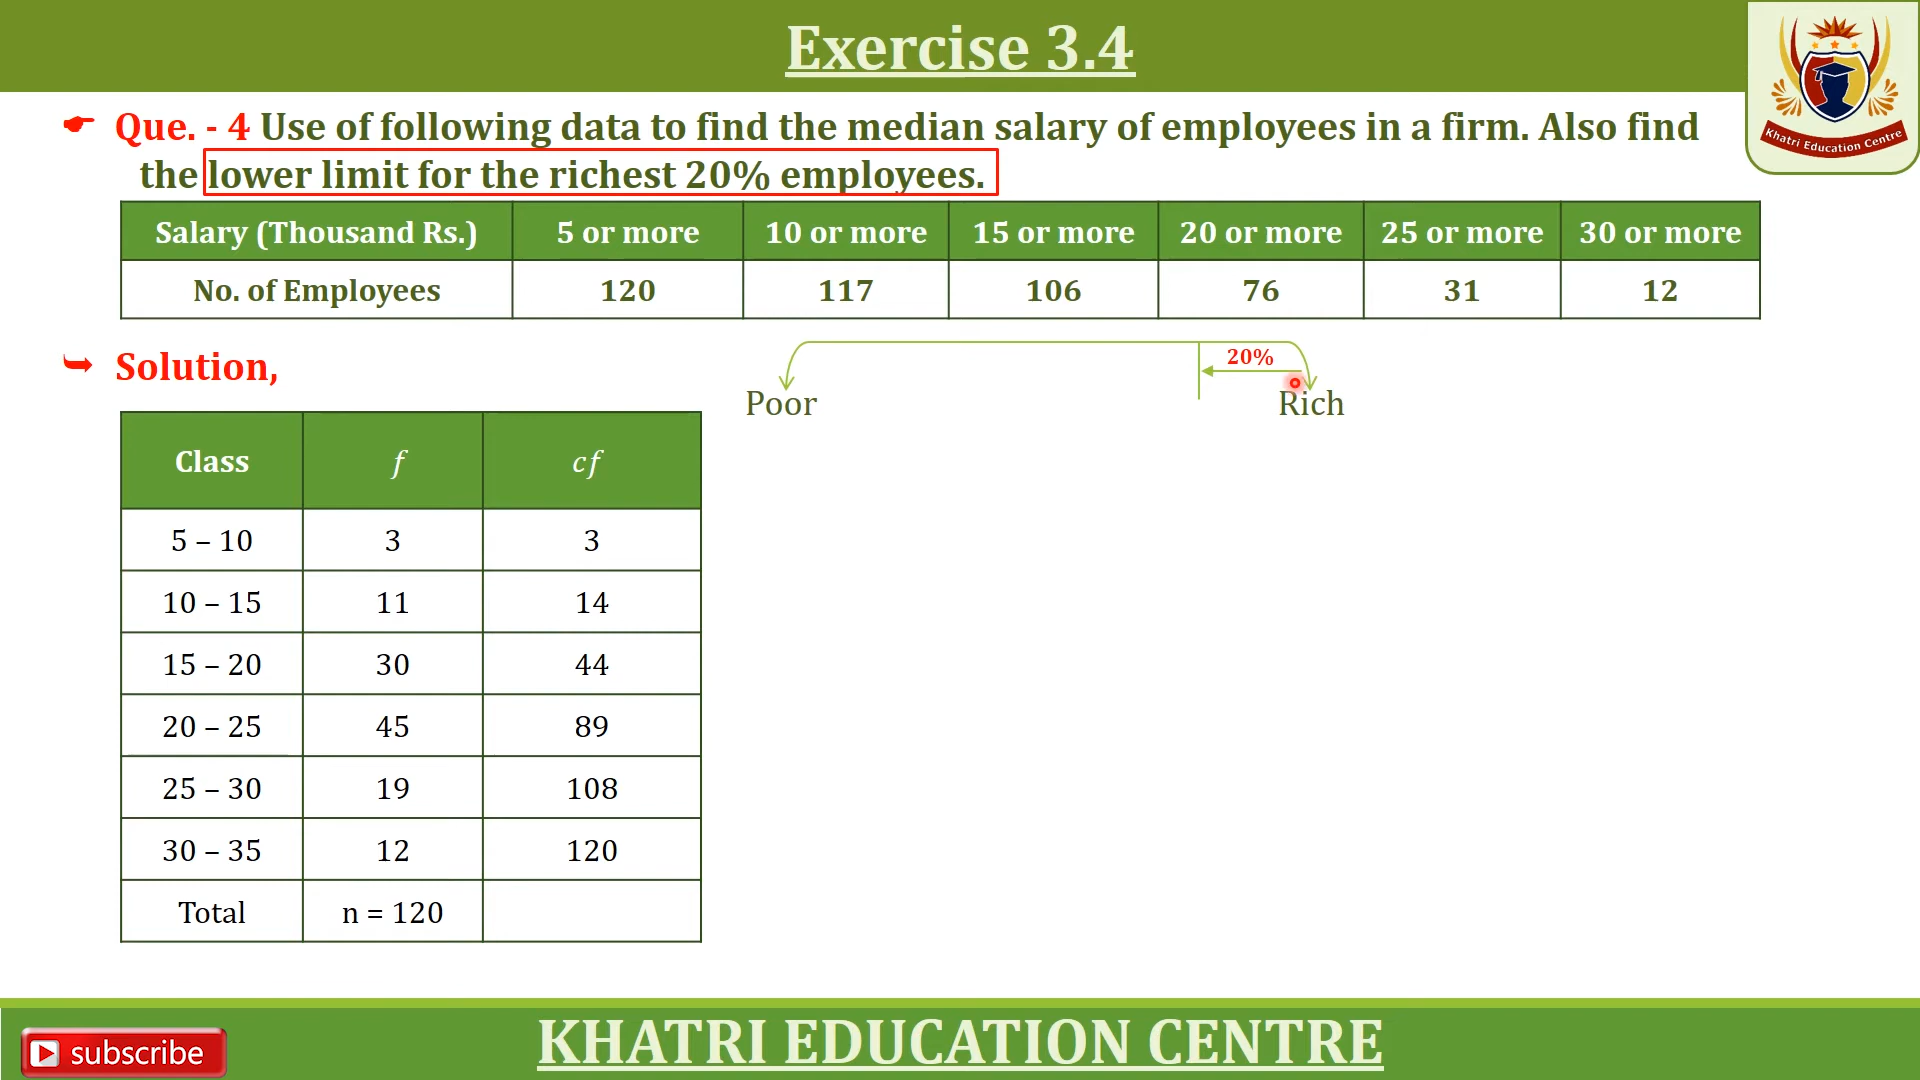 Exercise 3.4
Khatri Education Centre
Que. - 4 Use of following data to find the median salary of employees in a firm. Also find
the lower limit for the richest 20% employees.
Salary (Thousand Rs.) 5 or more 10 or more 15 or more 20 or more 25 or more 30 or more
No. of Employees 120 117 106 76 31 12
Solution,
20%
Poor Rich
Class f cf
5 – 10 3 3
10 – 15 11 14
15 – 20 30 44
20 – 25 45 89
25 – 30 19 108
30 – 35 12 120
Total n = 120
subscribe
KHATRI EDUCATION CENTRE